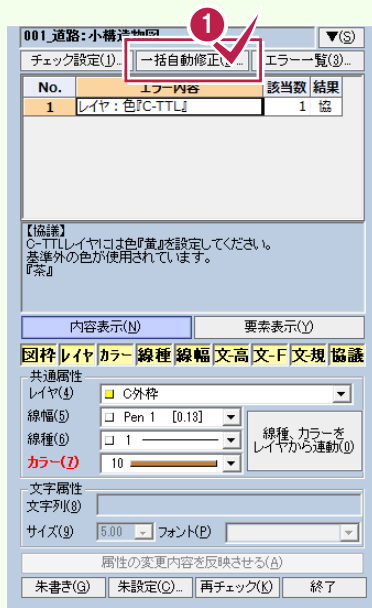 001_道路:小構造物図 ▼(S)
1
チェック設定(1)... 一括自動修正 エラー一覧(3)...
No. エラー内容 該当数 結果
1 レイヤ:色『C-TTL』 1 協
【協議】
C-TTLレイヤには色『黄』を設定してください。
基準外の色が使用されています。
『茶』
内容表示(N) 要素表示(Y)
図枠 レイヤ カラー 線種 線幅 文-高 文-F 文-規 協議
共通属性
レイヤ(4) C外枠
線幅(5) Pen 1 [0.13]
線種(6) 1
カラー(7) 10
線種、カラーを
レイヤから連動(0)
文字属性
文字列(8)
サイズ(9) 5.00 フォント(P)
属性の変更内容を反映させる(A)
朱書き(G) 朱設定(C)... 再チェック(K) 終了